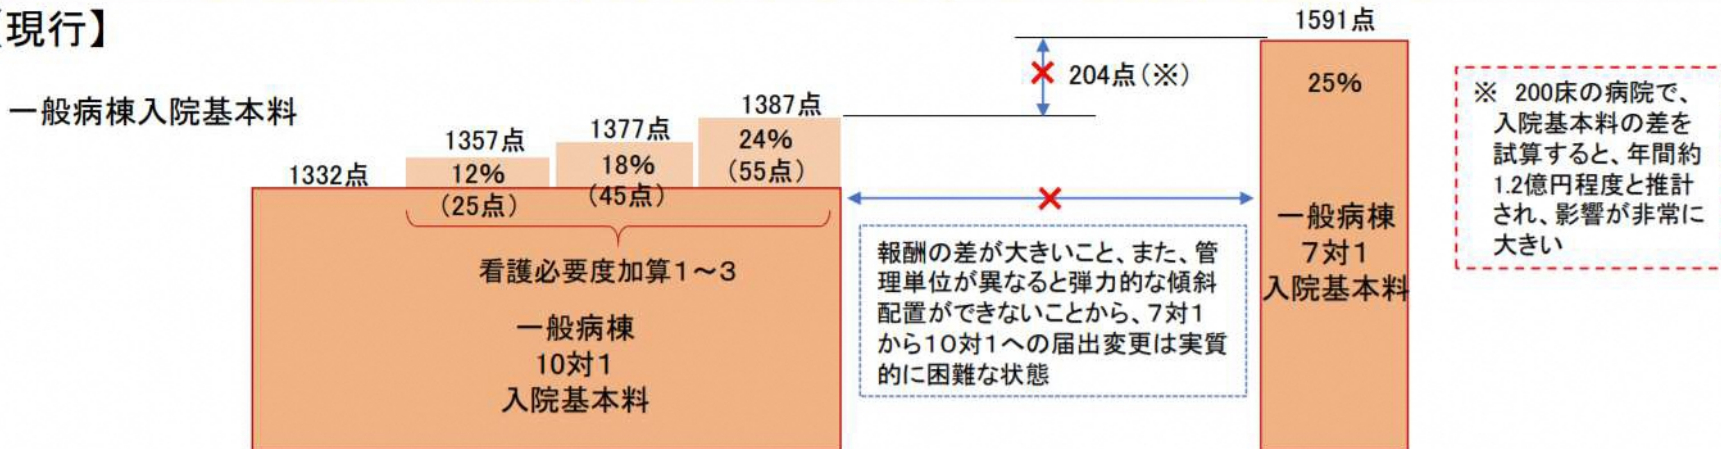 【現行】
一般病棟入院基本料
1332点
1357点
12%
(25点)
1377点
18%
(45点)
1387点
24%
(55点)
看護必要度加算1～3
一般病棟
10対1
入院基本料
204点(※)
報酬の差が大きいこと、また、管
理単位が異なると弾力的な傾斜
配置ができないことから、7対1
から10対1への届出変更は実質
的に困難な状態
1591点
25%
一般病棟
7対1
入院基本料
※ 200床の病院で、
入院基本料の差を
試算すると、年間約
1.2億円程度と推計
され、影響が非常に
大きい